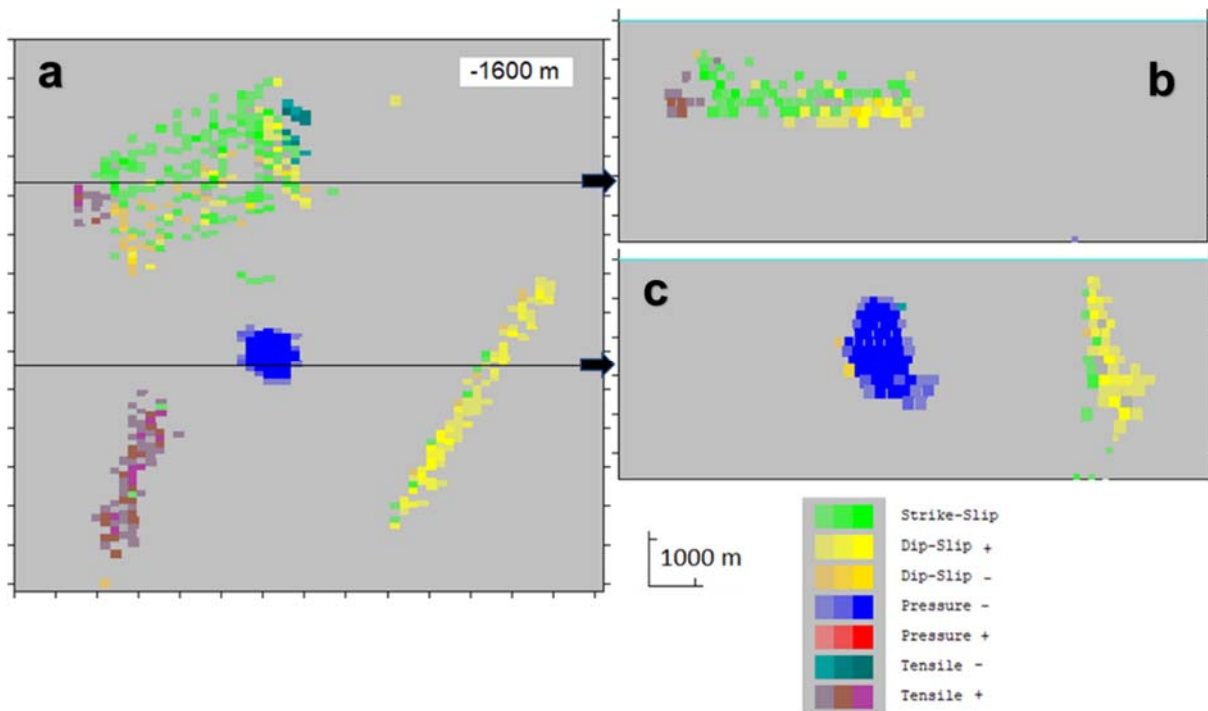 a
-1600 m
b
c
1000 m
Strike-Slip
Dip-Slip +
Dip-Slip -
Pressure -
Pressure +
Tensile -
Tensile +